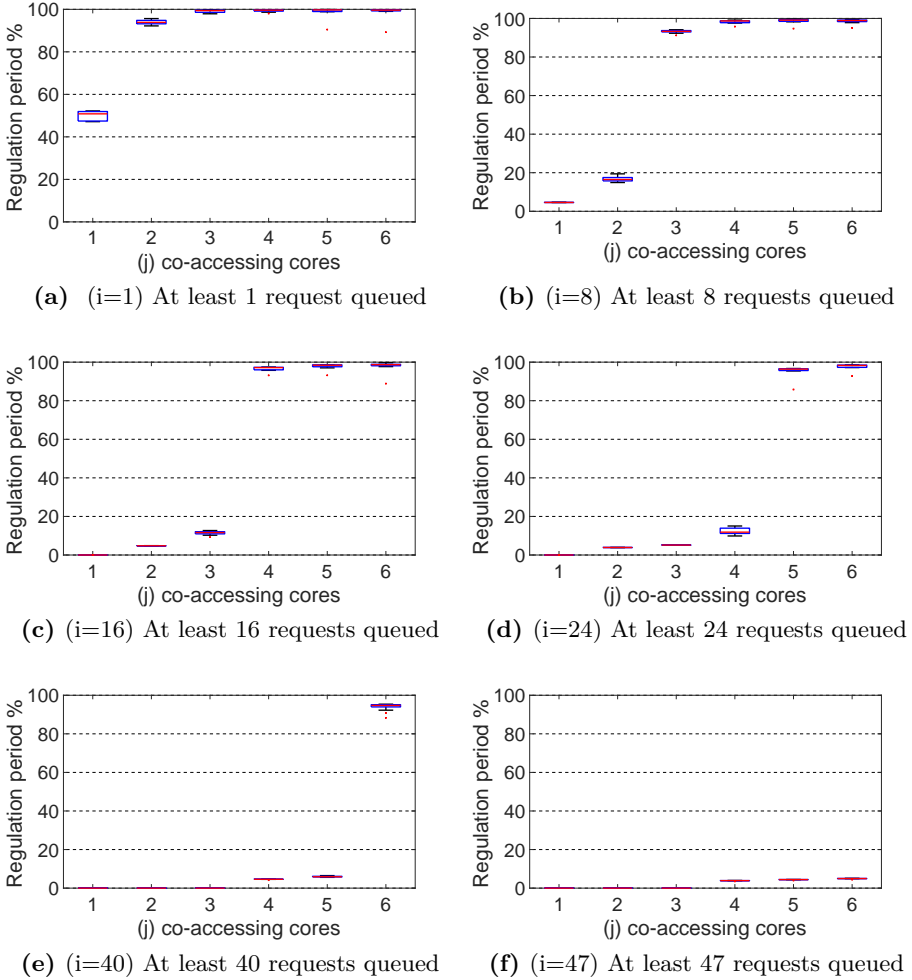 Regulation period %
100
80
60
40
20
0
1 2 3 4 5 6
(j) co-accessing cores
(a) (i=1) At least 1 request queued
Regulation period %
100
80
60
40
20
0
1 2 3 4 5 6
(j) co-accessing cores
(b) (i=8) At least 8 requests queued
Regulation period %
100
80
60
40
20
0
1 2 3 4 5 6
(j) co-accessing cores
(c) (i=16) At least 16 requests queued
Regulation period %
100
80
60
40
20
0
1 2 3 4 5 6
(j) co-accessing cores
(d) (i=24) At least 24 requests queued
Regulation period %
100
80
60
40
20
0
1 2 3 4 5 6
(j) co-accessing cores
(e) (i=40) At least 40 requests queued
Regulation period %
100
80
60
40
20
0
1 2 3 4 5 6
(j) co-accessing cores
(f) (i=47) At least 47 requests queued